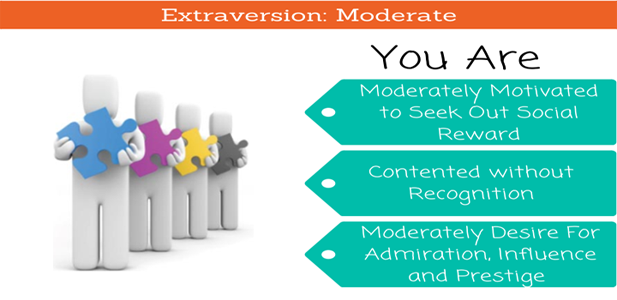 Extraversion: Moderate
You Are
Moderately Motivated
to Seek Out Social
Reward
Contented without
Recognition
Moderately Desire For
Admiration, Influence
and Prestige